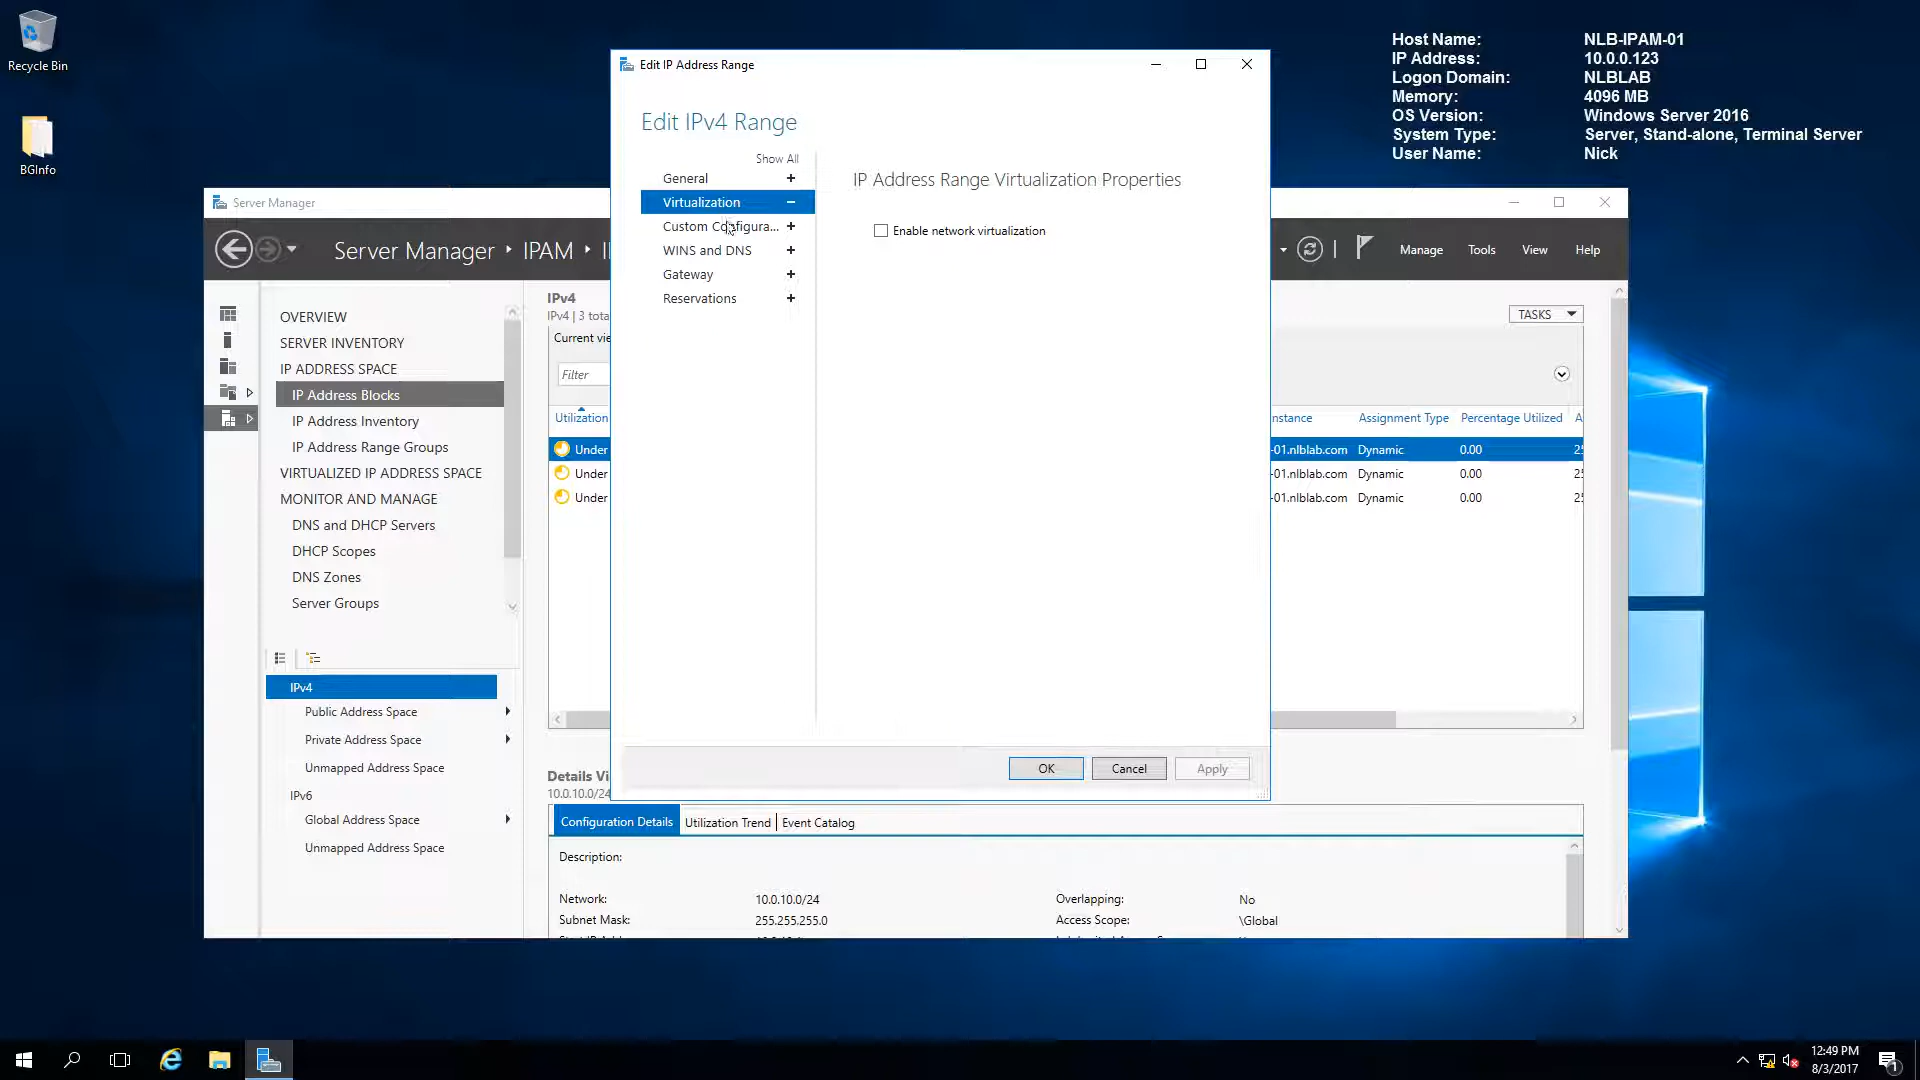 Recycle Bin
BGInfo
Host Name: NLB-IPAM-01
IP Address: 10.0.0.123
Logon Domain: NLBLAB
Memory: 4096 MB
OS Version: Windows Server 2016
System Type: Server, Stand-alone, Terminal Server
User Name: Nick
Edit IP Address Range
Edit IPv4 Range
Show All
General +
Virtualization −
Custom Configura... +
WINS and DNS +
Gateway +
Reservations +
IP Address Range Virtualization Properties
Enable network virtualization
OK Cancel Apply
Server Manager
Server Manager IPAM
Manage Tools View Help
OVERVIEW
SERVER INVENTORY
IP ADDRESS SPACE
IP Address Blocks
IP Address Inventory
IP Address Range Groups
VIRTUALIZED IP ADDRESS SPACE
MONITOR AND MANAGE
DNS and DHCP Servers
DHCP Scopes
DNS Zones
Server Groups
IPv4
Public Address Space
Private Address Space
Unmapped Address Space
IPv6
Global Address Space
Unmapped Address Space
IPv4
IPv4 | 3 tota
TASKS
Current vie
Filter
Utilization nstance Assignment Type Percentage Utilized A
Under -01.nlblab.com Dynamic 0.00
Under -01.nlblab.com Dynamic 0.00
Under -01.nlblab.com Dynamic 0.00
Details Vi
10.0.10.0/24
Configuration Details Utilization Trend Event Catalog
Description:
Network: 10.0.10.0/24 Overlapping: No
Subnet Mask: 255.255.255.0 Access Scope: \Global
12:49 PM
8/3/2017
1